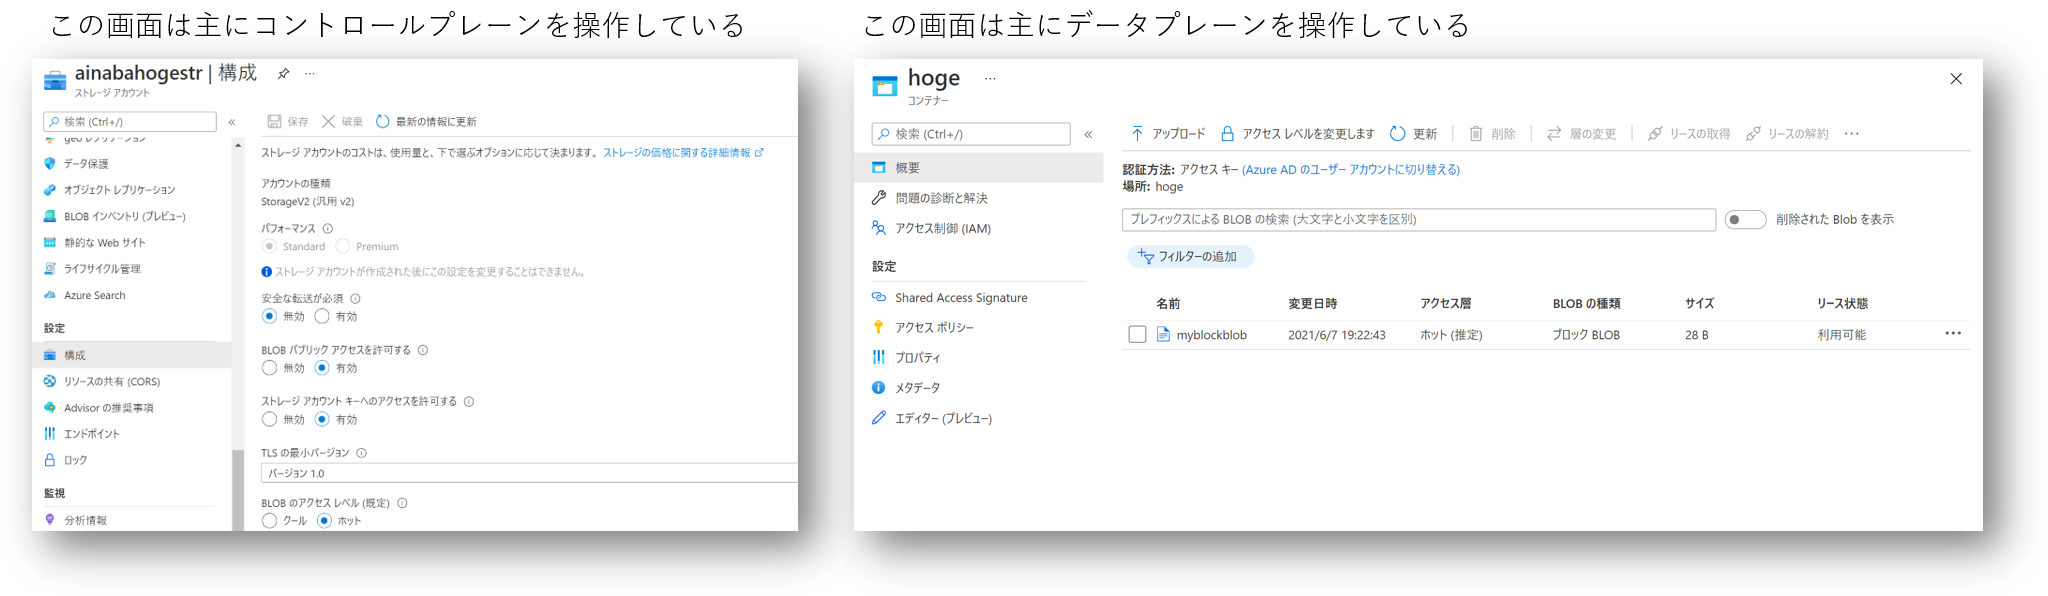 この画面は主にコントロールプレーンを操作している
ainabahogestr | 構成
ストレージ アカウント
検索 (Ctrl+/)
«
geo レプリケーション
データ保護
オブジェクト レプリケーション
BLOB インベントリ (プレビュー)
静的な Web サイト
ライフサイクル管理
Azure Search
設定
構成
リソースの共有 (CORS)
Advisor の推奨事項
エンドポイント
ロック
監視
分析情報
保存 破棄 最新の情報に更新
ストレージ アカウントのコストは、使用量と、下で選ぶオプションに応じて決まります。 ストレージの価格に関する詳細情報
アカウントの種類
StorageV2 (汎用 v2)
パフォーマンス
Standard Premium
ストレージ アカウントが作成された後にこの設定を変更することはできません。
安全な転送が必須
無効 有効
BLOB パブリック アクセスを許可する
無効 有効
ストレージ アカウント キーへのアクセスを許可する
無効 有効
TLS の最小バージョン
バージョン 1.0
BLOB のアクセス レベル (既定)
クール ホット
この画面は主にデータプレーンを操作している
hoge
コンテナー
検索 (Ctrl+/)
«
概要
問題の診断と解決
アクセス制御 (IAM)
設定
Shared Access Signature
アクセス ポリシー
プロパティ
メタデータ
エディター (プレビュー)
アップロード アクセス レベルを変更します 更新 削除 層の変更 リースの取得 リースの解約
認証方法: アクセス キー (Azure AD のユーザー アカウントに切り替える)
場所: hoge
プレフィックスによる BLOB の検索 (大文字と小文字を区別) 削除された Blob を表示
フィルターの追加
名前 変更日時 アクセス層 BLOB の種類 サイズ リース状態
myblockblob 2021/6/7 19:22:43 ホット (推定) ブロック BLOB 28 B 利用可能